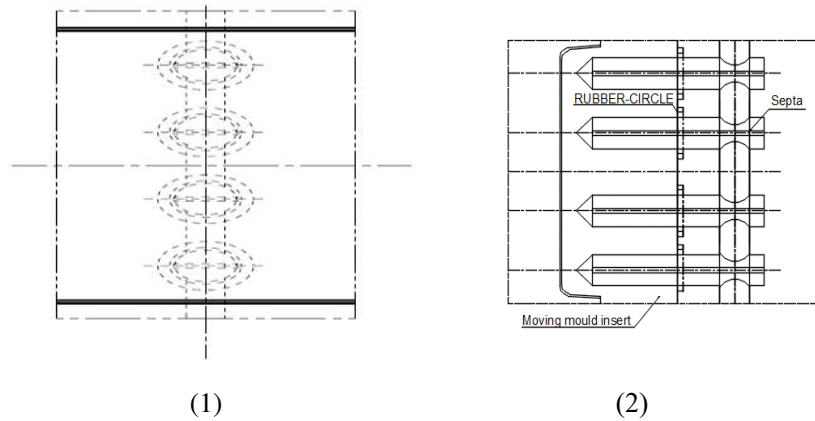 RUBBER-CIRCLE
Septa
Moving mould insert
(1)
(2)